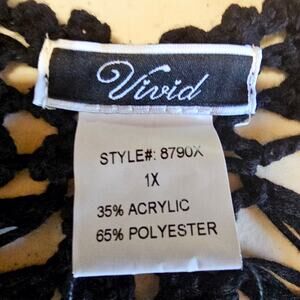 Vivid
STYLE#: 8790X
1X
35% ACRYLIC
65% POLYESTER